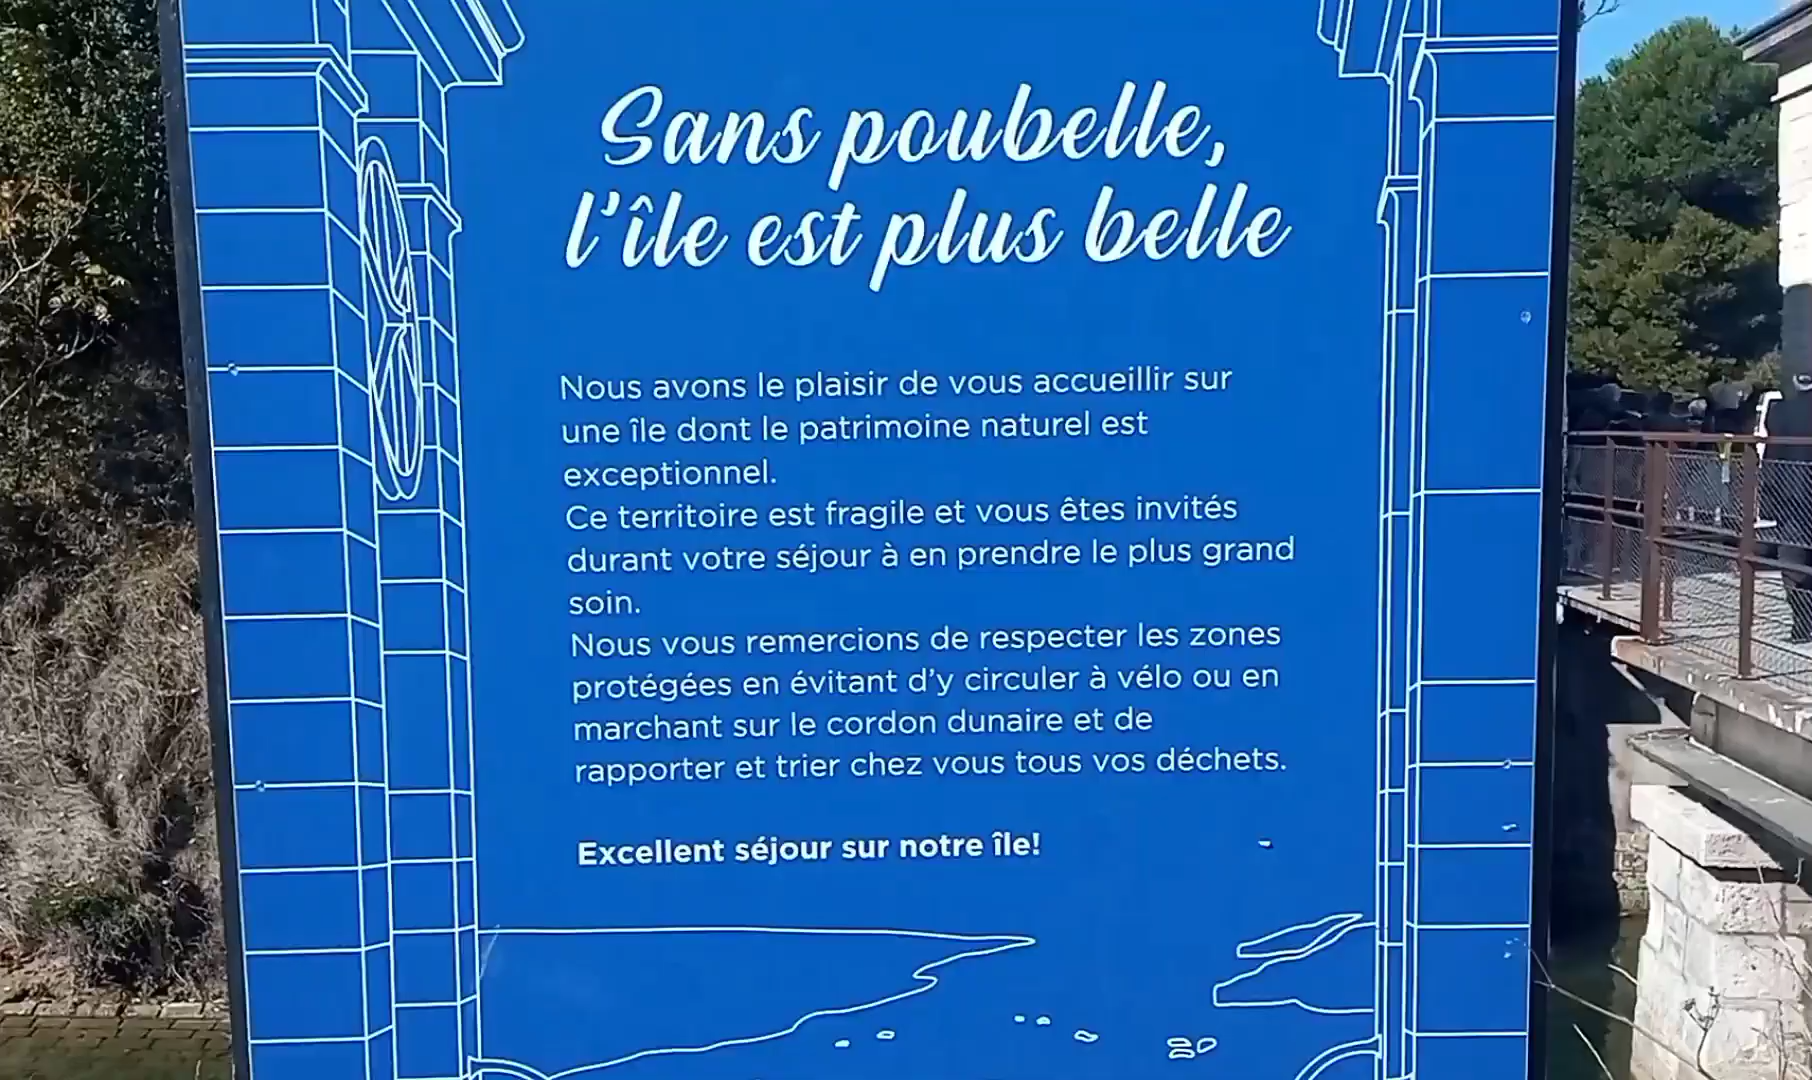 Sans poubelle,
l'île est plus belle
Nous avons le plaisir de vous accueillir sur
une île dont le patrimoine naturel est
exceptionnel.
Ce territoire est fragile et vous êtes invités
durant votre séjour à en prendre le plus grand
soin.
Nous vous remercions de respecter les zones
protégées en évitant d'y circuler à vélo ou en
marchant sur le cordon dunaire et de
rapporter et trier chez vous tous vos déchets.
Excellent séjour sur notre île!